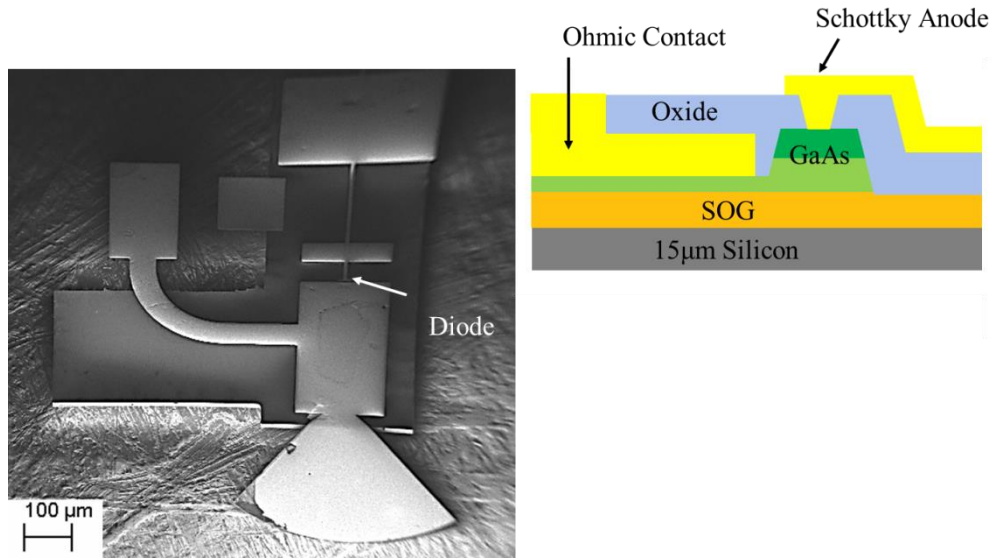 Schottky Anode
Ohmic Contact
Oxide
GaAs
SOG
15μm Silicon
Diode
100 μm